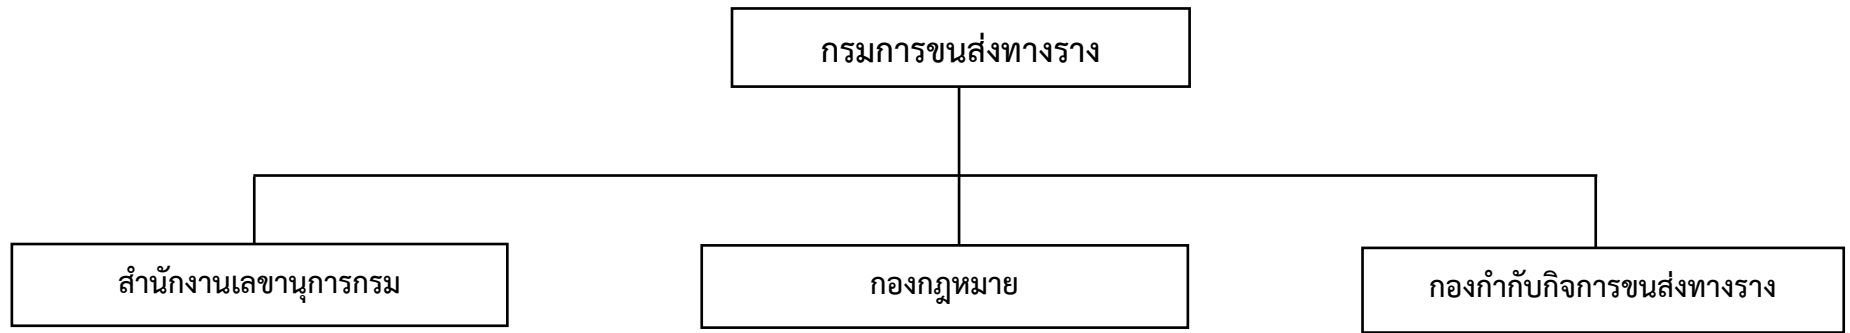 กรมการขนส่งทางราง
สำนักงานเลขานุการกรม
กองกฎหมาย
กองกำกับกิจการขนส่งทางราง